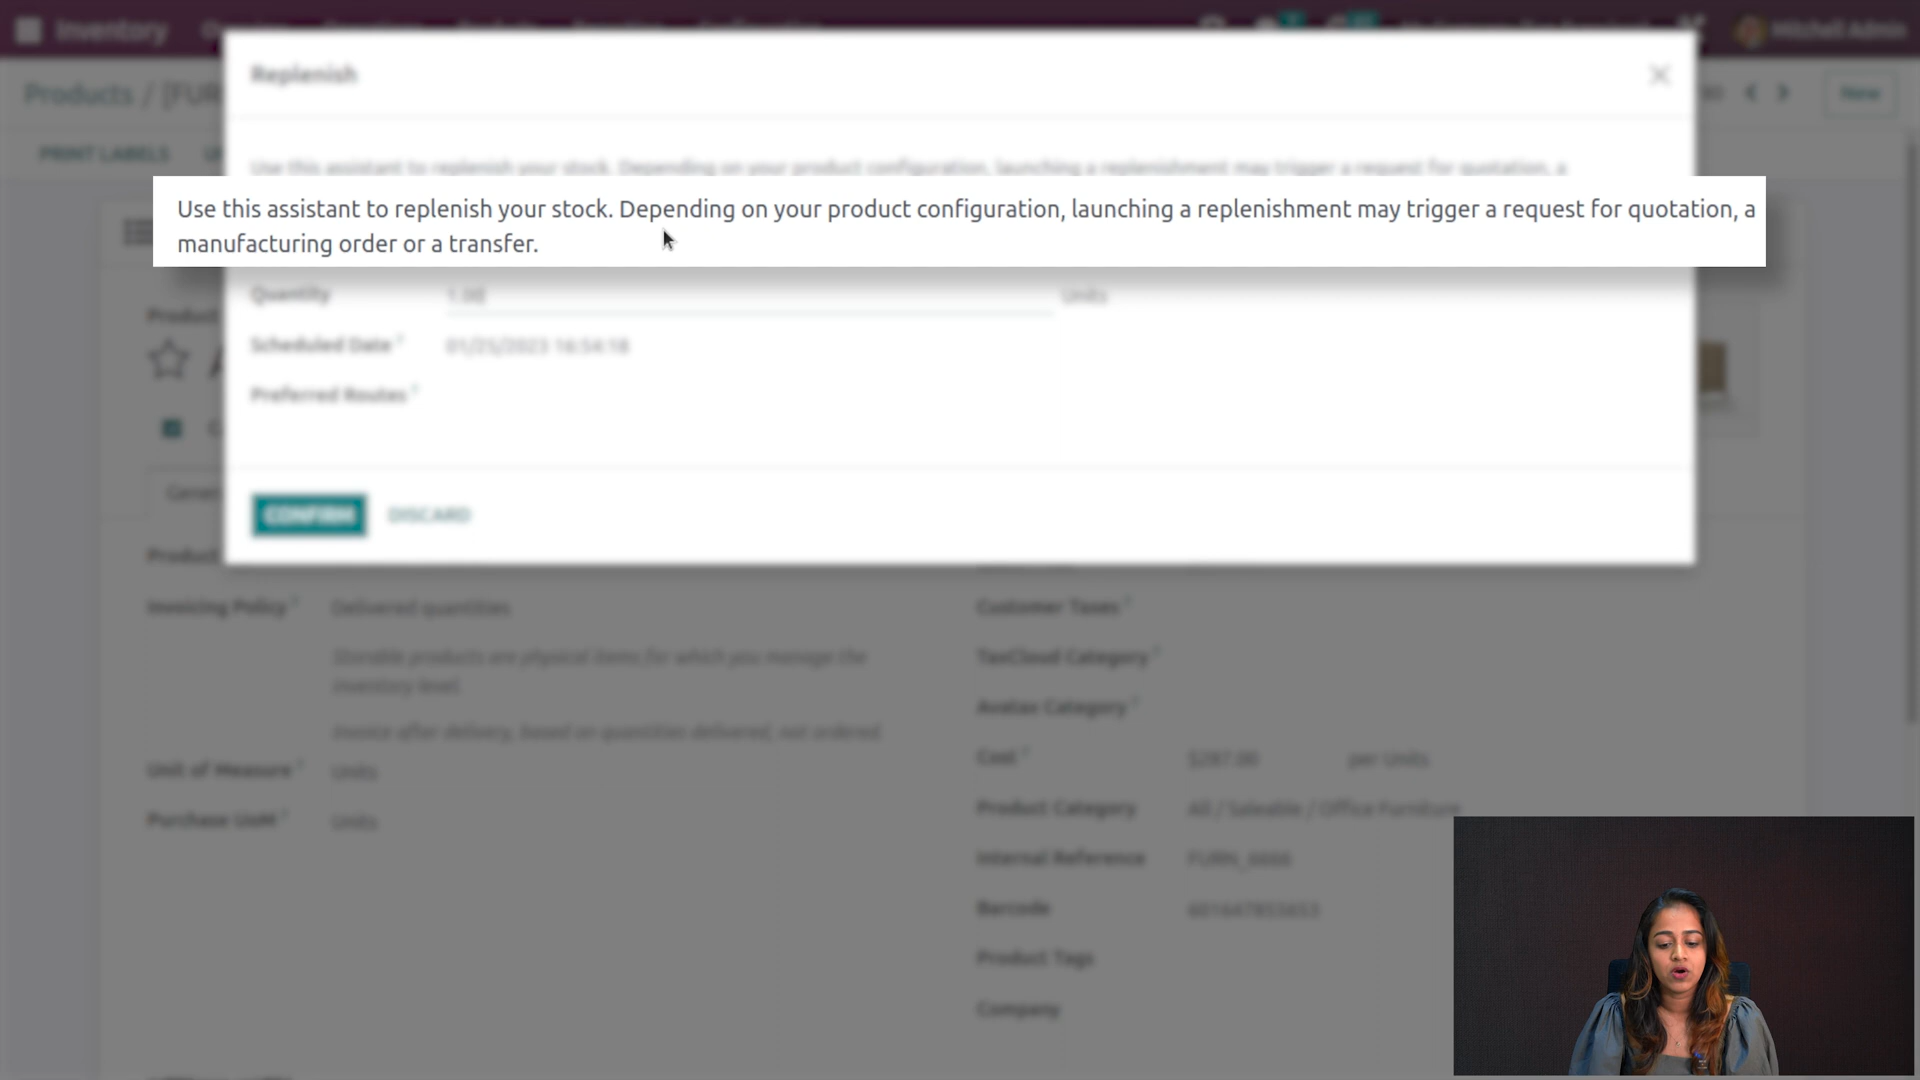 Inventory
Mitchell Admin
Replenish
Products / [FUR
New
PRINT LABELS
Use this assistant to replenish your stock. Depending on your product configuration, launching a replenishment may trigger a request for quotation, a
Use this assistant to replenish your stock. Depending on your product configuration, launching a replenishment may trigger a request for quotation, a
manufacturing order or a transfer.
Quantity 1.00 Units
Product
Scheduled Date ? 01/25/2023 16:54:18
Preferred Routes ?
CONFIRM DISCARD
Product
Invoicing Policy ? Delivered quantities
Customer Taxes ?
Storable products are physical items for which you manage the
inventory level.
TaxCloud Category ?
Avatax Category ?
Invoice after delivery, based on quantities delivered, not ordered.
Unit of Measure ? Units
Cost ? $287.00 per Units
Purchase UoM ? Units
Product Category All / Saleable / Office Furniture
Internal Reference FURN_6666
Barcode 601647855653
Product Tags
Company